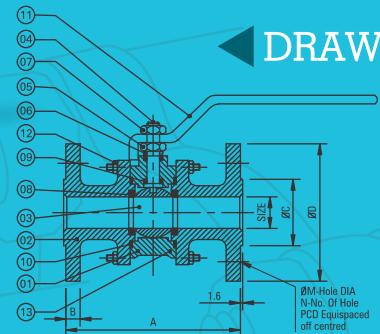 11
04
07
05
06
12
09
08
03
02
10
01
13
DRAW
SIZE
ØC
ØD
1.6
B
A
ØM-Hole DIA
N-No. Of Hole
PCD Equispaced
off centred